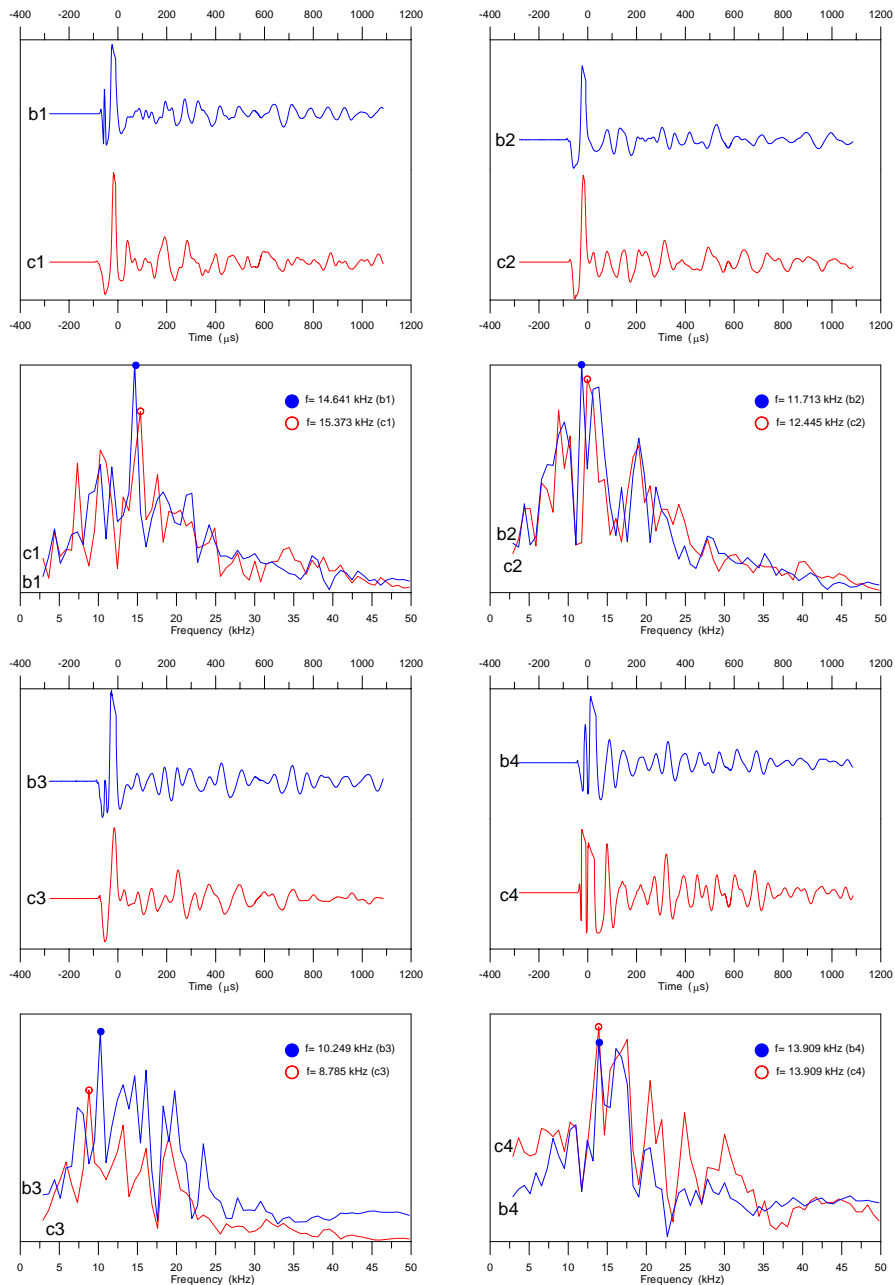 -400 -200 0 200 400 600 800 1000 1200
-400 -200 0 200 400 600 800 1000 1200
b1
b2
c1
c2
-400 -200 0 200 400 600 800 1000 1200
-400 -200 0 200 400 600 800 1000 1200
Time (μs)
Time (μs)
f= 14.641 kHz (b1)
f= 15.373 kHz (c1)
f= 11.713 kHz (b2)
f= 12.445 kHz (c2)
c1
b1
b2
c2
0 5 10 15 20 25 30 35 40 45 50
0 5 10 15 20 25 30 35 40 45 50
Frequency (kHz)
Frequency (kHz)
-400 -200 0 200 400 600 800 1000 1200
-400 -200 0 200 400 600 800 1000 1200
b3
b4
c3
c4
-400 -200 0 200 400 600 800 1000 1200
-400 -200 0 200 400 600 800 1000 1200
Time (μs)
Time (μs)
f= 10.249 kHz (b3)
f= 8.785 kHz (c3)
f= 13.909 kHz (b4)
f= 13.909 kHz (c4)
b3
c3
c4
b4
0 5 10 15 20 25 30 35 40 45 50
0 5 10 15 20 25 30 35 40 45 50
Frequency (kHz)
Frequency (kHz)